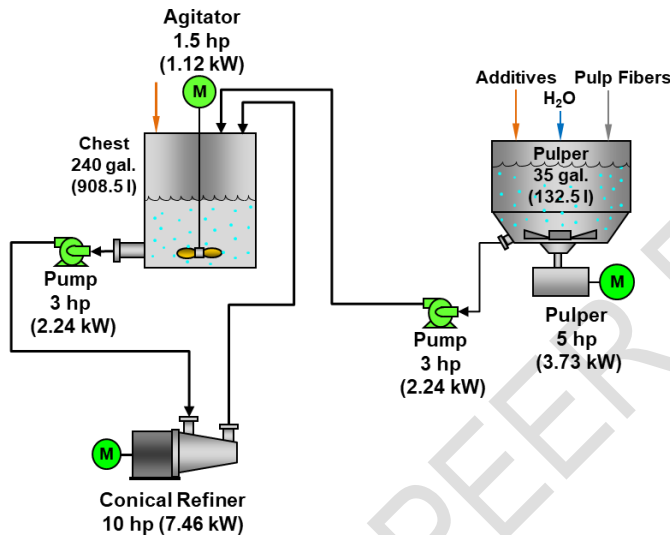 Agitator
1.5 hp
(1.12 kW)
M
Chest
240 gal.
(908.5 l)
Additives
Pulp Fibers
H₂O
Pulper
35 gal.
(132.5 l)
Pump
3 hp
(2.24 kW)
M
Pulper
5 hp
(3.73 kW)
Pump
3 hp
(2.24 kW)
M
Conical Refiner
10 hp (7.46 kW)
PEER